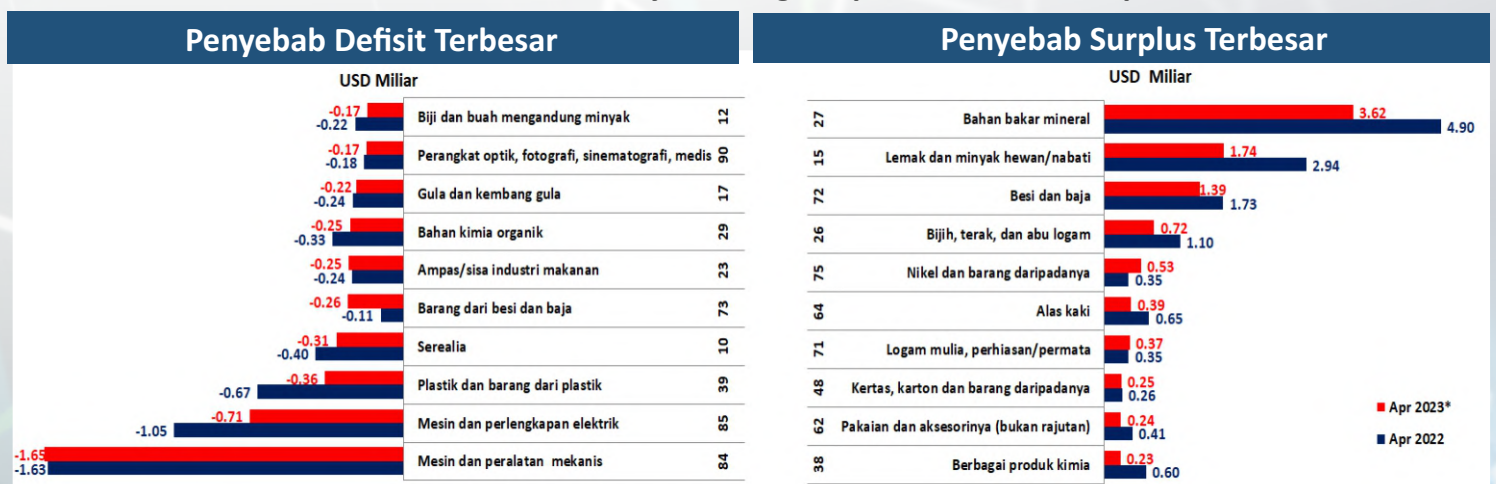 Penyebab Defisit Terbesar
USD Miliar
-0.17
-0.22
Biji dan buah mengandung minyak
12
-0.17
-0.18
Perangkat optik, fotografi, sinematografi, medis
90
-0.22
-0.24
Gula dan kembang gula
17
-0.25
-0.33
Bahan kimia organik
29
-0.25
-0.24
Ampas/sisa industri makanan
23
-0.26
-0.11
Barang dari besi dan baja
73
-0.31
-0.40
Serealia
10
-0.36
-0.67
Plastik dan barang dari plastik
39
-0.71
-1.05
Mesin dan perlengkapan elektrik
85
-1.65
-1.63
Mesin dan peralatan mekanis
84
Penyebab Surplus Terbesar
USD Miliar
27
Bahan bakar mineral
3.62
4.90
15
Lemak dan minyak hewan/nabati
1.74
2.94
72
Besi dan baja
1.39
1.73
26
Bijih, terak, dan abu logam
0.72
1.10
75
Nikel dan barang daripadanya
0.53
0.35
64
Alas kaki
0.39
0.65
71
Logam mulia, perhiasan/permata
0.37
0.35
48
Kertas, karton dan barang daripadanya
0.25
0.26
62
Pakaian dan aksesorinya (bukan rajutan)
0.24
0.41
38
Berbagai produk kimia
0.23
0.60
Apr 2023*
Apr 2022